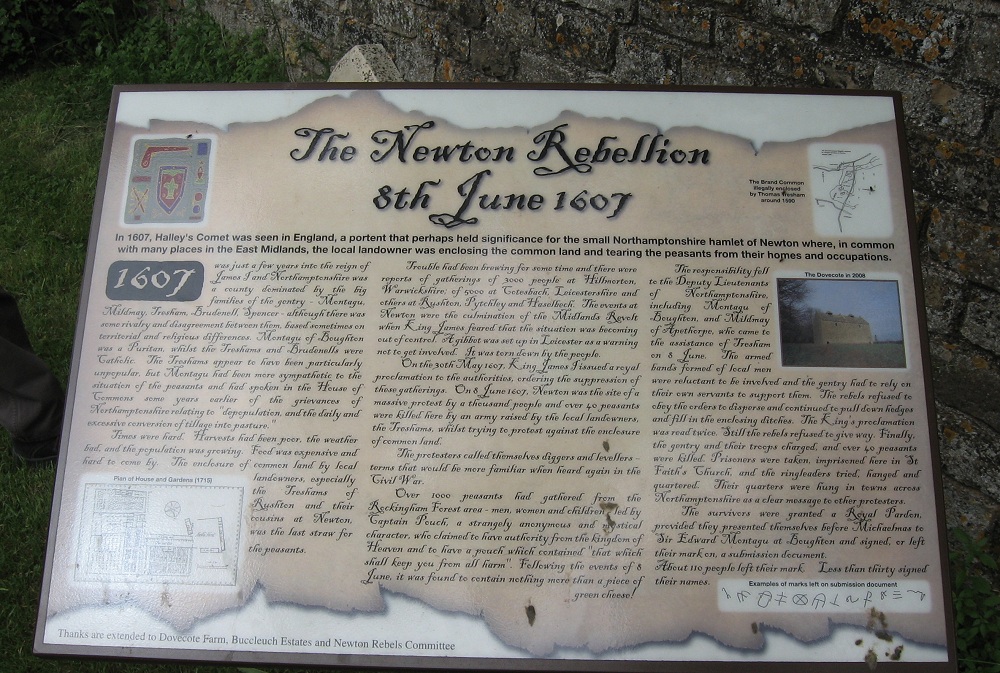 The Newton Rebellion
8th June 1607
The Brand Common
illegally enclosed
by Thomas Tresham
around 1590
In 1607, Halley's Comet was seen in England, a portent that perhaps held significance for the small Northamptonshire hamlet of Newton where, in common
with many places in the East Midlands, the local landowner was enclosing the common land and tearing the peasants from their homes and occupations.
1607
was just a few years into the reign of
James I and Northamptonshire was
a county dominated by the big
families of the gentry - Montagu,
Mildmay, Tresham, Brudenell, Spencer - although there was
some rivalry and disagreement between them, based sometimes on
territorial and religious differences. Montagu of Boughton
was a Puritan, whilst the Treshams and Brudenells were
Catholic. The Treshams appear to have been particularly
unpopular, but Montagu had been more sympathetic to the
situation of the peasants and had spoken in the House of
Commons some years earlier of the grievances of
Northamptonshire relating to "depopulation, and the daily and
excessive conversion of tillage into pasture."
Times were hard. Harvests had been poor, the weather
bad, and the population was growing. Food was expensive and
hard to come by. The enclosure of common land by local
landowners, especially
the Treshams of
Rushton and their
cousins at Newton,
was the last straw for
the peasants.
Plan of House and Gardens (1715)
Trouble had been brewing for some time and there were
reports of gatherings of 3000 people at Hillmorton,
Warwickshire, of 5000 at Cotesbach, Leicestershire and
others at Rushton, Pytchley and Haselbech. The events at
Newton were the culmination of the Midlands Revolt
when King James feared that the situation was becoming
out of control. A gibbet was set up in Leicester as a warning
not to get involved. It was torn down by the people.
On the 30th May 1607, King James I issued a royal
proclamation to the authorities, ordering the suppression of
these gatherings. On 8 June 1607, Newton was the site of a
massive protest by a thousand people and over 40 peasants
were killed here by an army raised by the local landowners,
the Treshams, whilst trying to protest against the enclosure
of common land.
The protesters called themselves diggers and levellers -
terms that would be more familiar when heard again in the
Civil War.
Over 1000 peasants had gathered from the
Rockingham Forest area - men, women and children, led by
Captain Pouch, a strangely anonymous and mystical
character, who claimed to have authority from the kingdom of
Heaven and to have a pouch which contained "that which
shall keep you from all harm". Following the events of 8
June, it was found to contain nothing more than a piece of
green cheese!
The responsibility fell
to the Deputy Lieutenants
of Northamptonshire,
including Montagu of
Boughton, and Mildmay
of Apethorpe, who came to
the assistance of Tresham
on 8 June. The armed
bands formed of local men
were reluctant to be involved and the gentry had to rely on
their own servants to support them. The rebels refused to
obey the orders to disperse and continued to pull down hedges
and fill in the enclosing ditches. The King's proclamation
was read twice. Still the rebels refused to give way. Finally,
the gentry and their troops charged, and over 40 peasants
were killed. Prisoners were taken, imprisoned here in St
Faith's Church, and the ringleaders tried, hanged and
quartered. Their quarters were hung in towns across
Northamptonshire as a clear message to other protesters.
The survivors were granted a Royal Pardon,
provided they presented themselves before Michaelmas to
Sir Edward Montagu at Boughton and signed, or left
their mark on, a submission document.
About 110 people left their mark Less than thirty signed
their names.
The Dovecote in 2008
Examples of marks left on submission document
Thanks are extended to Dovecote Farm, Buccleuch Estates and Newton Rebels Committee